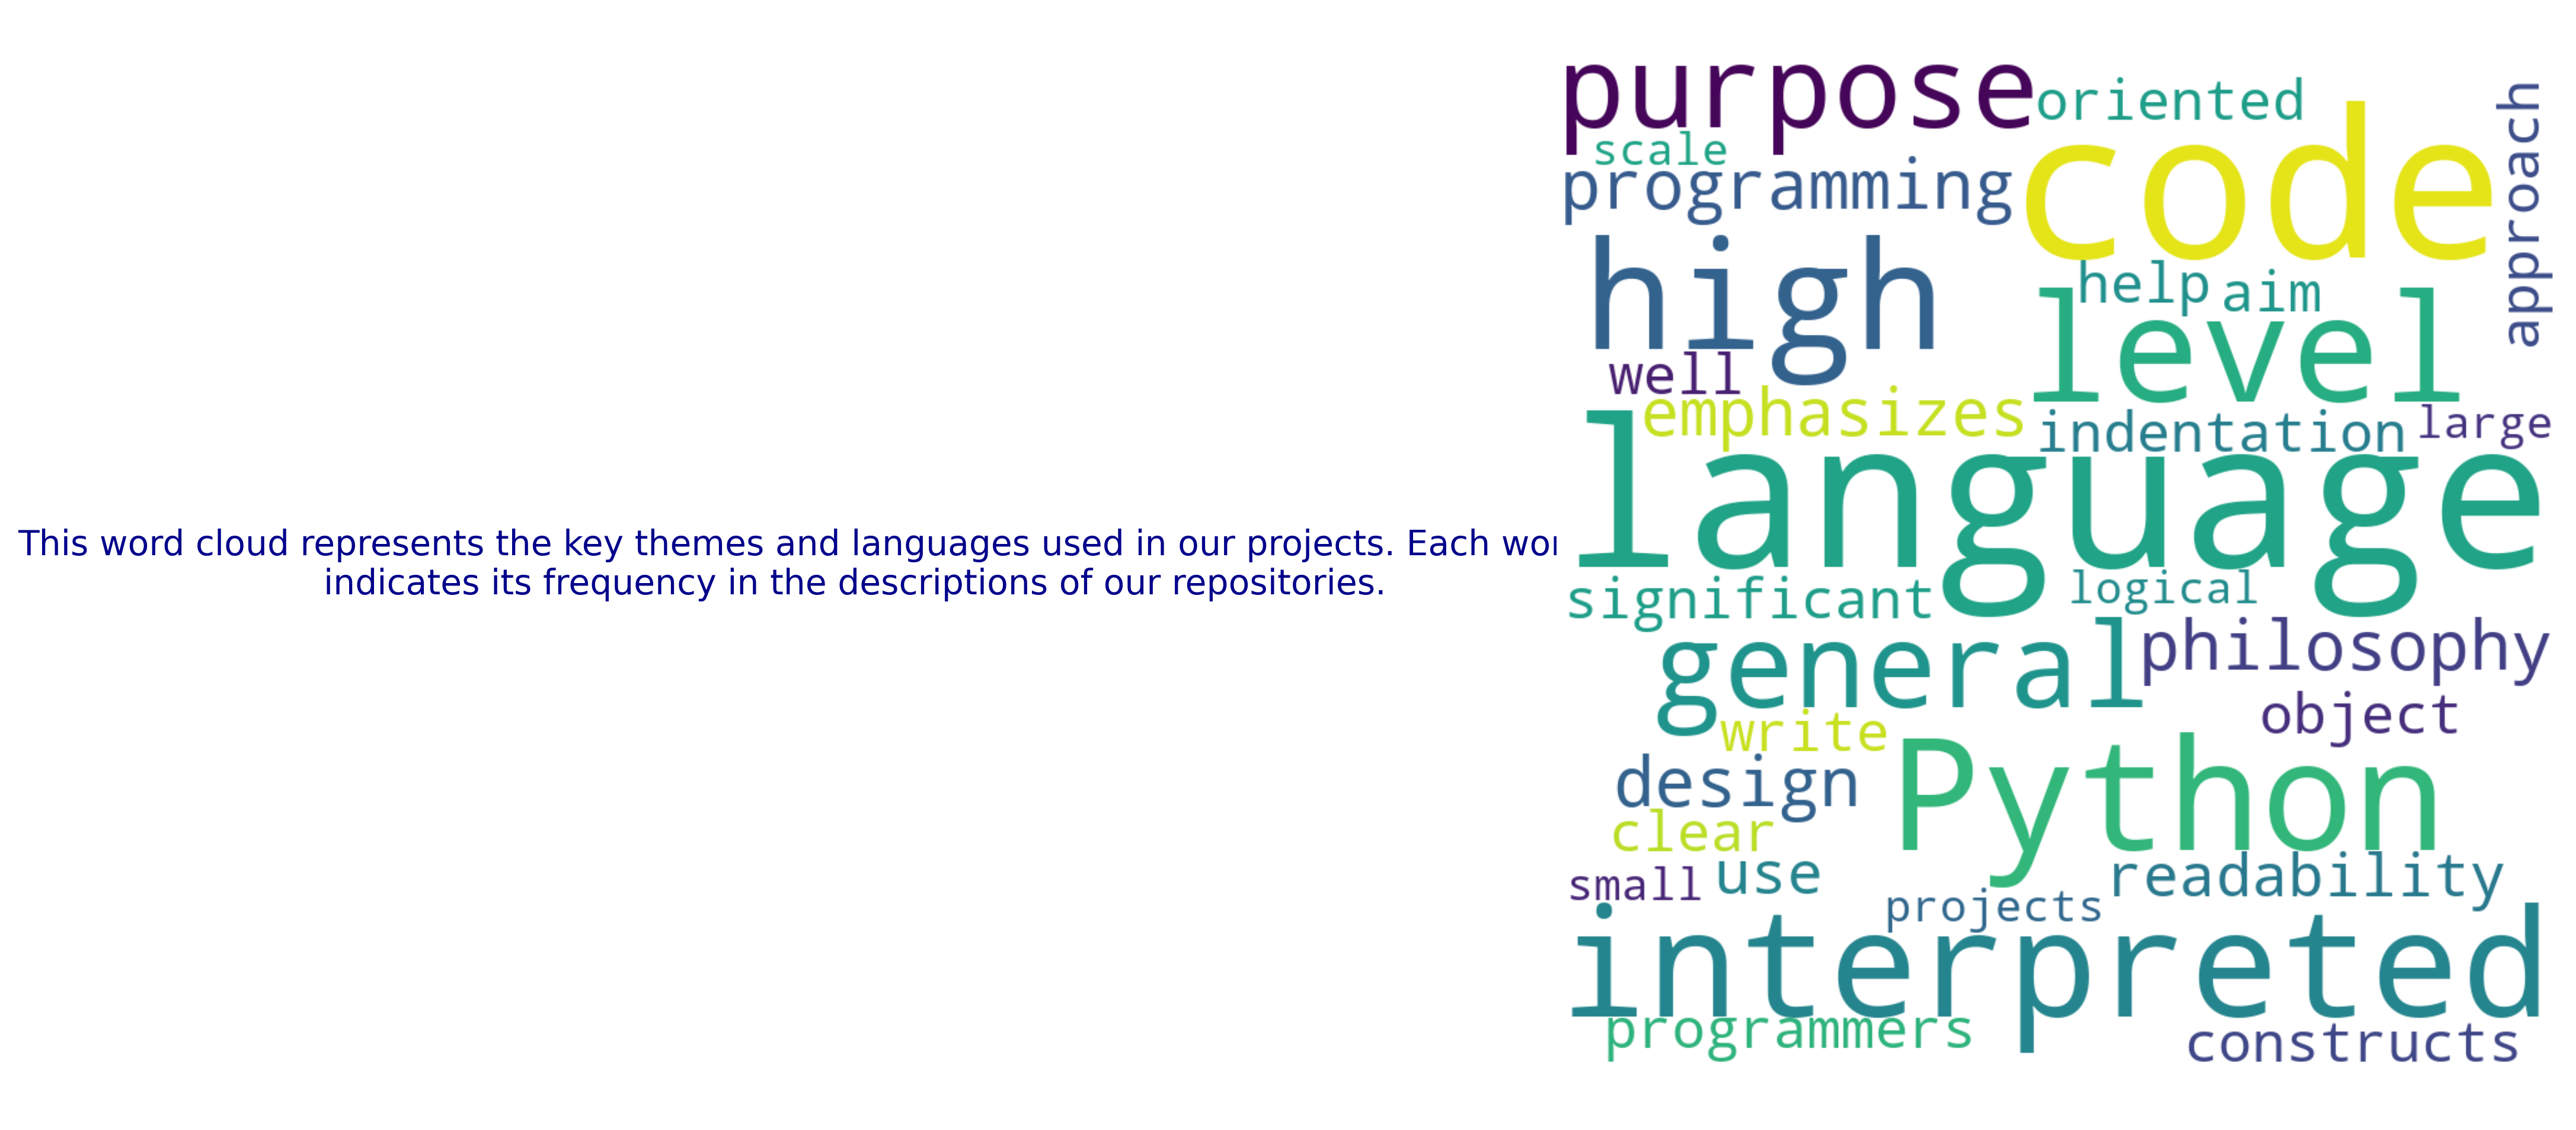 This word cloud represents the key themes and languages used in our projects. Each wor
indicates its frequency in the descriptions of our repositories.
purpose
oriented
approach
scale
code
programming
high
help
aim
level
well
emphasizes
indentation
large
language
significant
logical
general
philosophy
object
write
design
Python
clear
use
readability
small
projects
interpreted
programmers
constructs